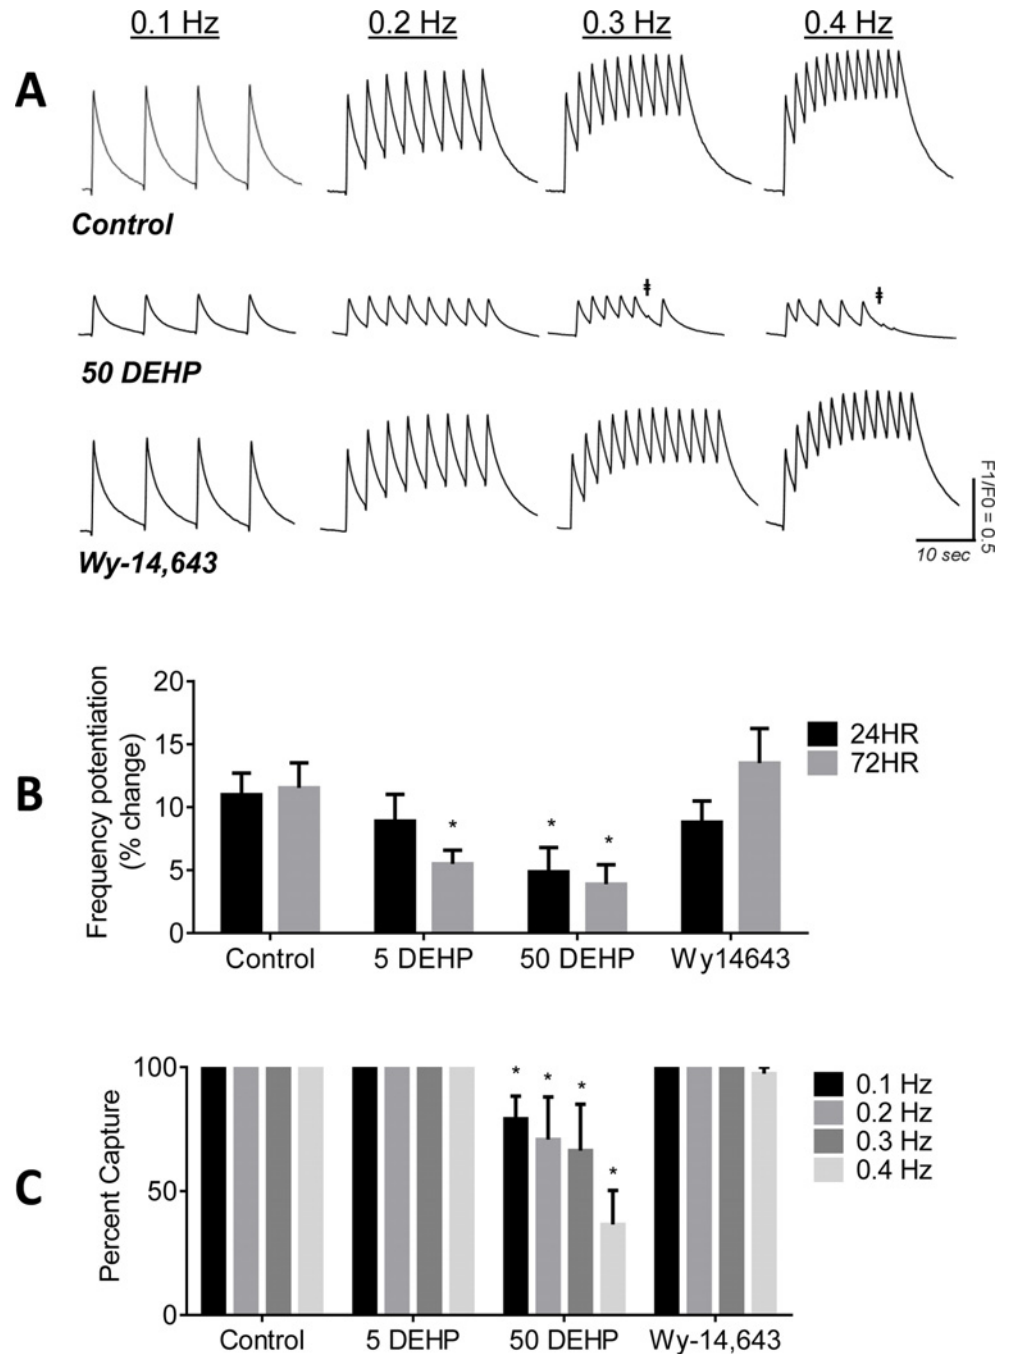 0.1 Hz 0.2 Hz 0.3 Hz 0.4 Hz
A
Control
ǂ ǂ
50 DEHP
Wy-14,643
F1/F0 = 0.5
10 sec
B
Frequency potentiation
(% change)
20
15
10
5
0
* * *
24HR
72HR
Control 5 DEHP 50 DEHP Wy14643
C
Percent Capture
100
50
0
* * * *
0.1 Hz
0.2 Hz
0.3 Hz
0.4 Hz
Control 5 DEHP 50 DEHP Wy-14,643